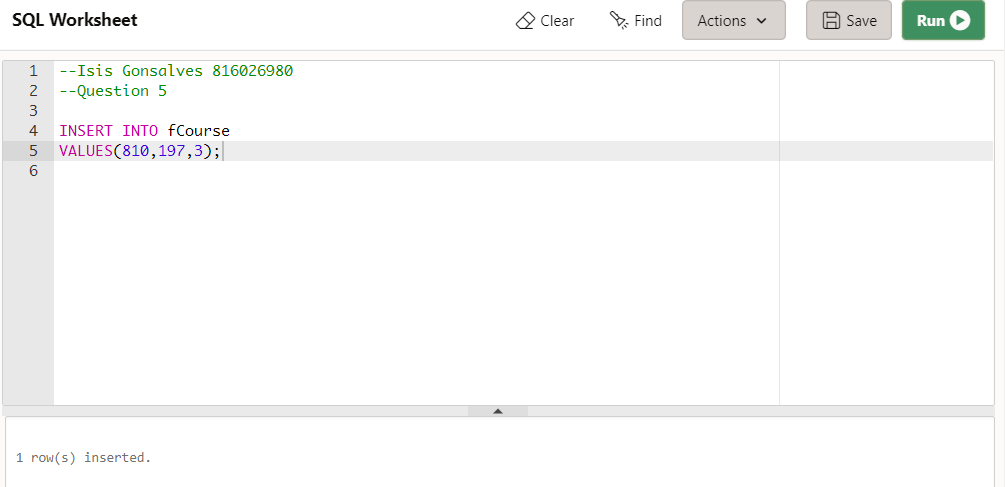 SQL Worksheet Clear Find Actions Save Run
1 --Isis Gonsalves 816026980
2 --Question 5
3
4 INSERT INTO fCourse
5 VALUES(810,197,3);
6
1 row(s) inserted.